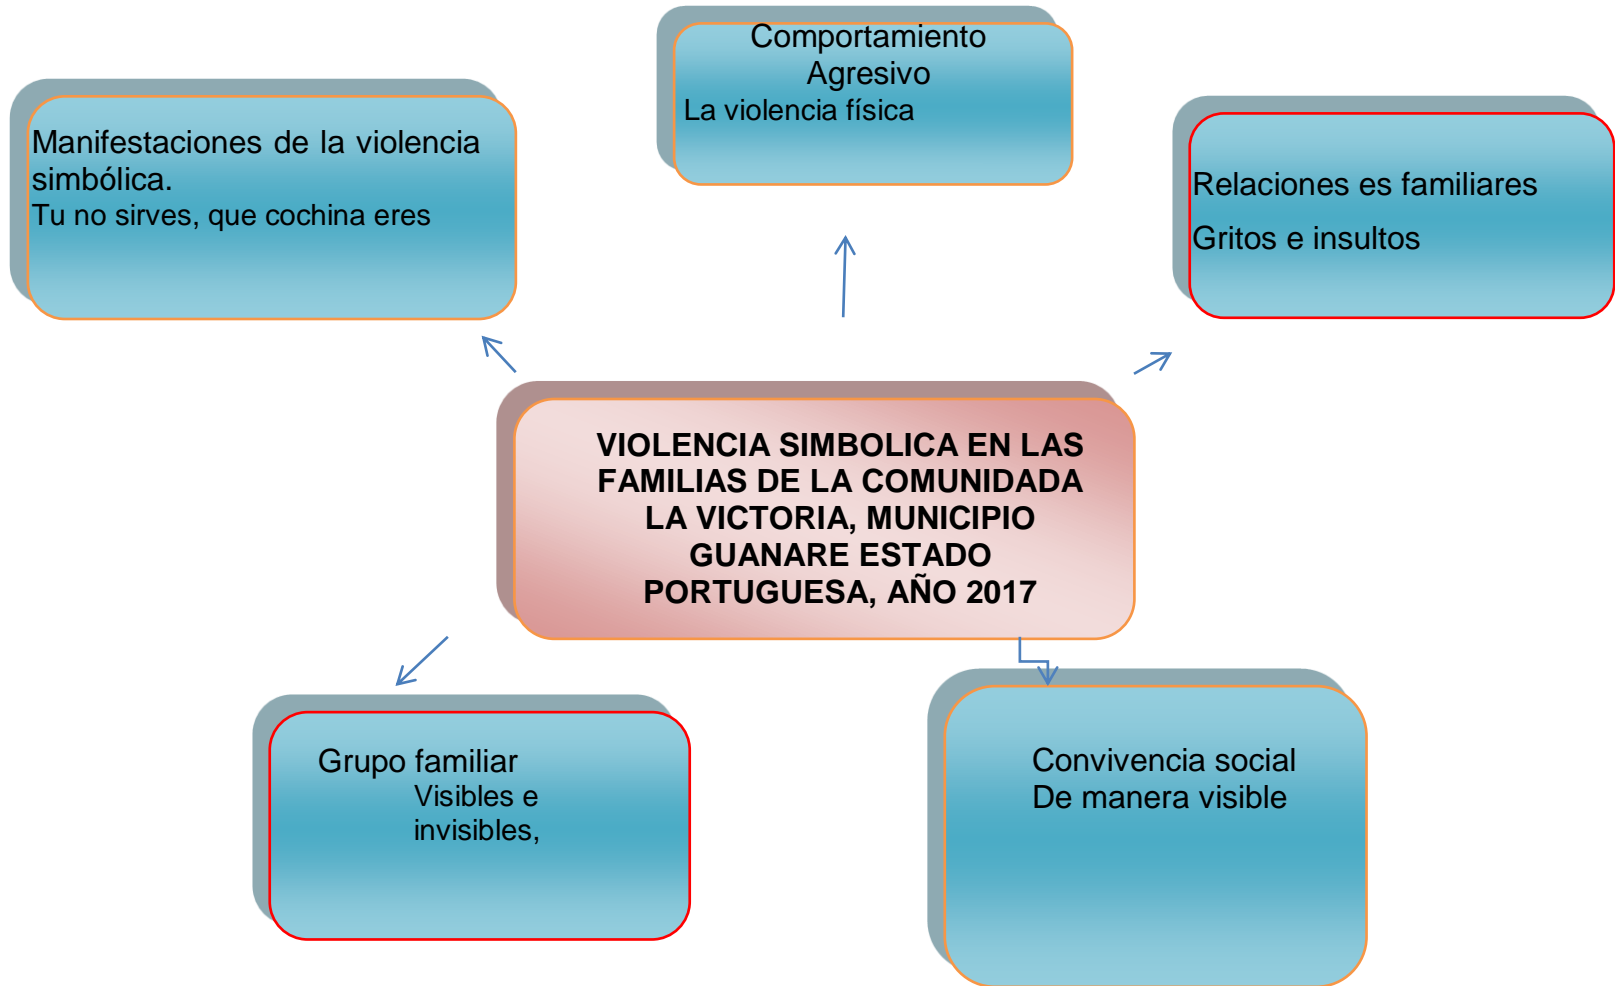 Comportamiento
Agresivo
La violencia física
Manifestaciones de la violencia
simbólica.
Tu no sirves, que cochina eres
Relaciones es familiares
Gritos e insultos
VIOLENCIA SIMBOLICA EN LAS
FAMILIAS DE LA COMUNIDADA
LA VICTORIA, MUNICIPIO
GUANARE ESTADO
PORTUGUESA, AÑO 2017
Grupo familiar
Visibles e
invisibles,
Convivencia social
De manera visible